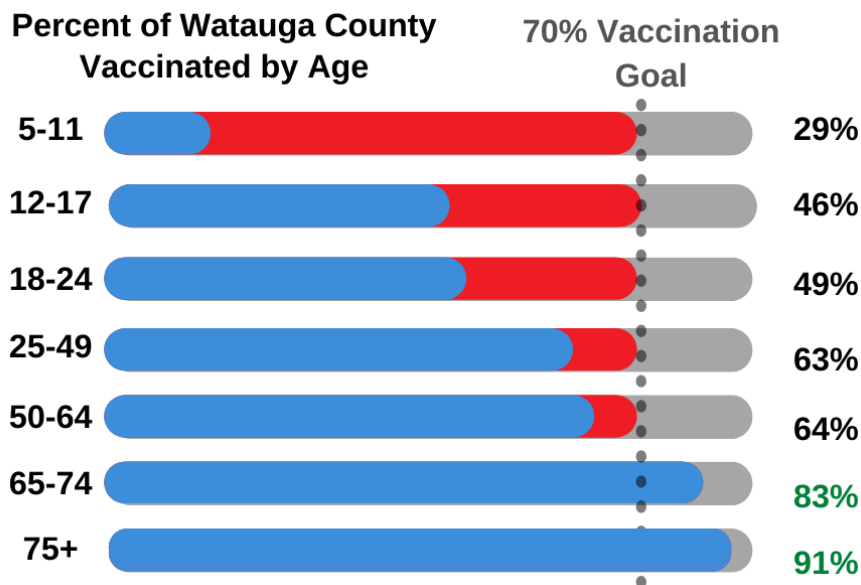 Percent of Watauga County
Vaccinated by Age
70% Vaccination
Goal
5-11 29%
12-17 46%
18-24 49%
25-49 63%
50-64 64%
65-74 83%
75+ 91%